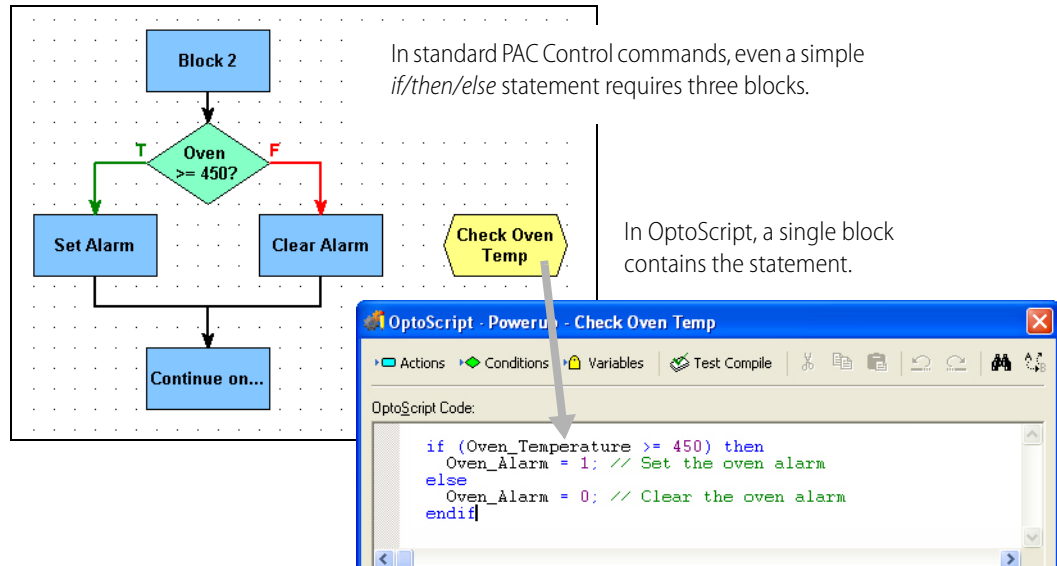 Block 2
In standard PAC Control commands, even a simple
if/then/else statement requires three blocks.
T
Oven
>= 450?
F
Set Alarm
Clear Alarm
Check Oven
Temp
In OptoScript, a single block
contains the statement.
Continue on...
OptoScript - Powerup - Check Oven Temp
Actions Conditions Variables Test Compile
OptoScript Code:
if (Oven_Temperature >= 450) then
Oven_Alarm = 1; // Set the oven alarm
else
Oven_Alarm = 0; // Clear the oven alarm
endif